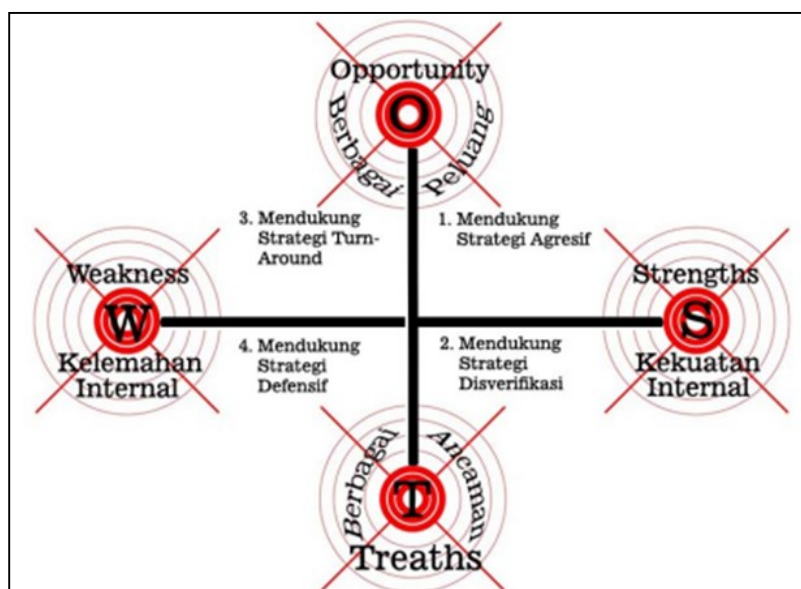 Opportunity
O
Berbagai Peluang
3. Mendukung
Strategi Turn-
Around
1. Mendukung
Strategi Agresif
Weakness
W
Kelemahan
Internal
Strengths
S
Kekuatan
Internal
4. Mendukung
Strategi
Defensif
2. Mendukung
Strategi
Disverifikasi
Berbagai Ancaman
T
Treaths